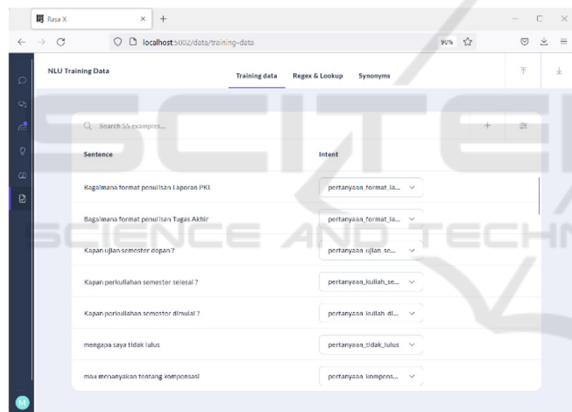 Rasa X
localhost:5002/data/training-data
90%
NLU Training Data
Training data Regex & Lookup Synonyms
Search 55 examples...
Sentence Intent
Bagaimana format penulisan Laporan PKL pertanyaan_format_la...
Bagaimana format penulisan Tugas Akhir pertanyaan_format_la...
Kapan ujian semester depan ? pertanyaan_ujian_se...
Kapan perkuliahan semester selesai ? pertanyaan_kuliah_se...
Kapan perkuliahan semester dimulai ? pertanyaan_kuliah_di...
mengapa saya tidak lulus pertanyaan_tidak_lulus
mau menanyakan tentang kompensasi pertanyaan_kompens...
M
SCIENCE AND TECHN